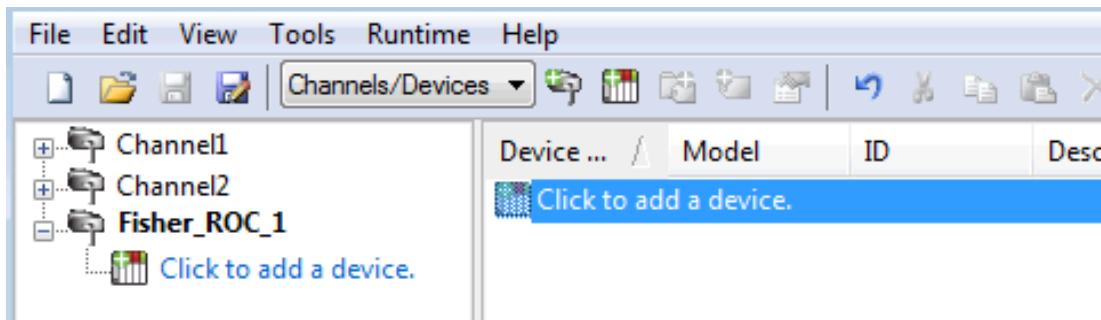 File Edit View Tools Runtime Help
Channels/Devices
Channel1
Channel2
Fisher_ROC_1
Click to add a device.
Device ... Model ID Desc
Click to add a device.